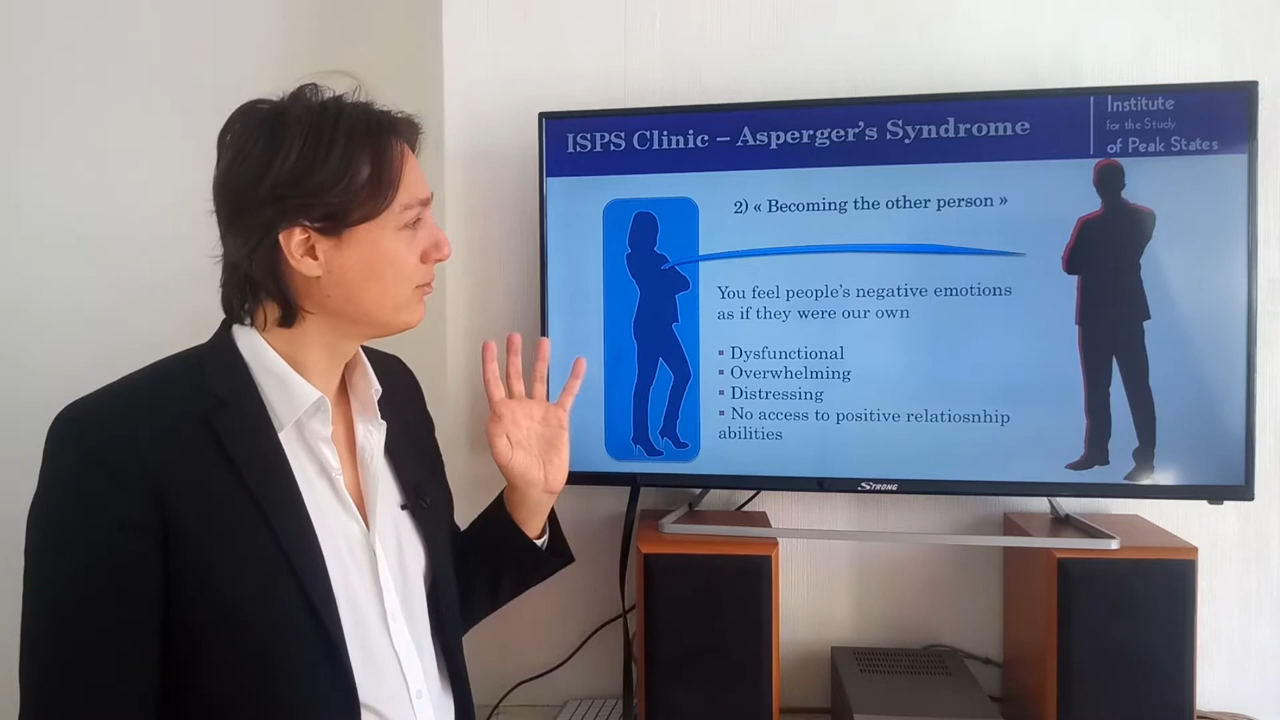 ISPS Clinic – Asperger's Syndrome
Institute
for the Study
of Peak States
2) « Becoming the other person »
You feel people's negative emotions
as if they were our own
▪ Dysfunctional
▪ Overwhelming
▪ Distressing
▪ No access to positive relatiosnhip
abilities
STRONG